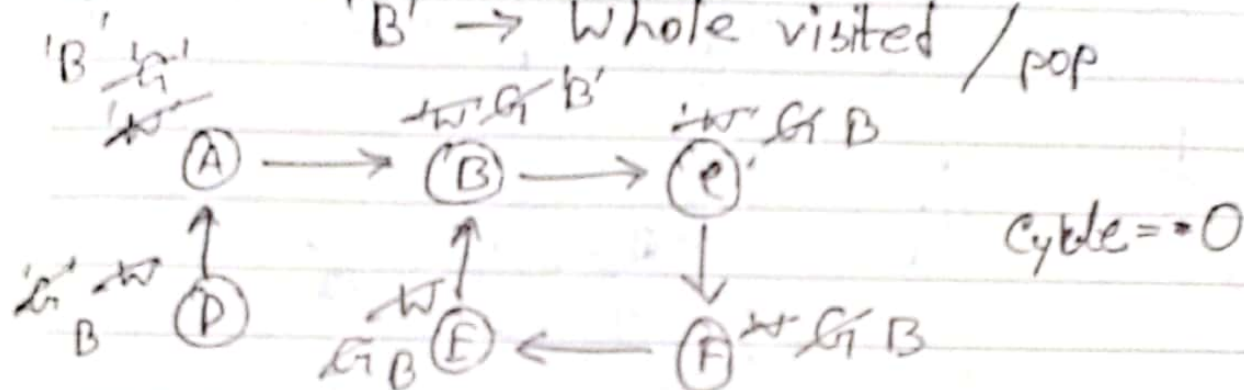 'B' → Whole visited / pop
'B' 'G' 'W'
W G 'B'
'W' G B
A → B → C
Cycle = 0
'G' W B
D
W
G B E ← F W G B